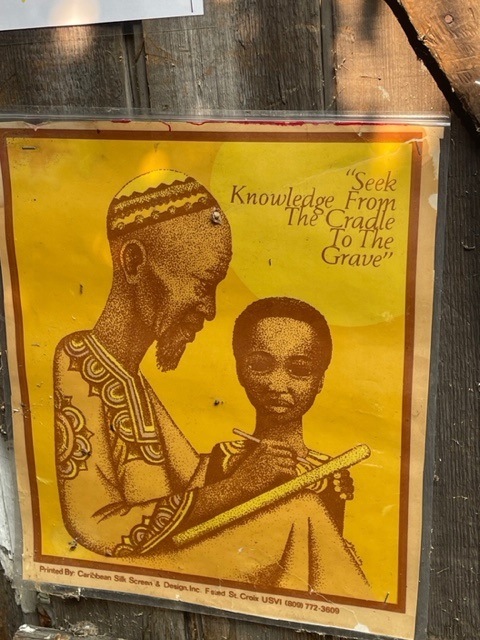 "Seek
Knowledge From
The Cradle
To The
Grave"
Printed By: Caribbean Silk Screen & Design, Inc. F'sted St. Croix USVI (809) 772-3609